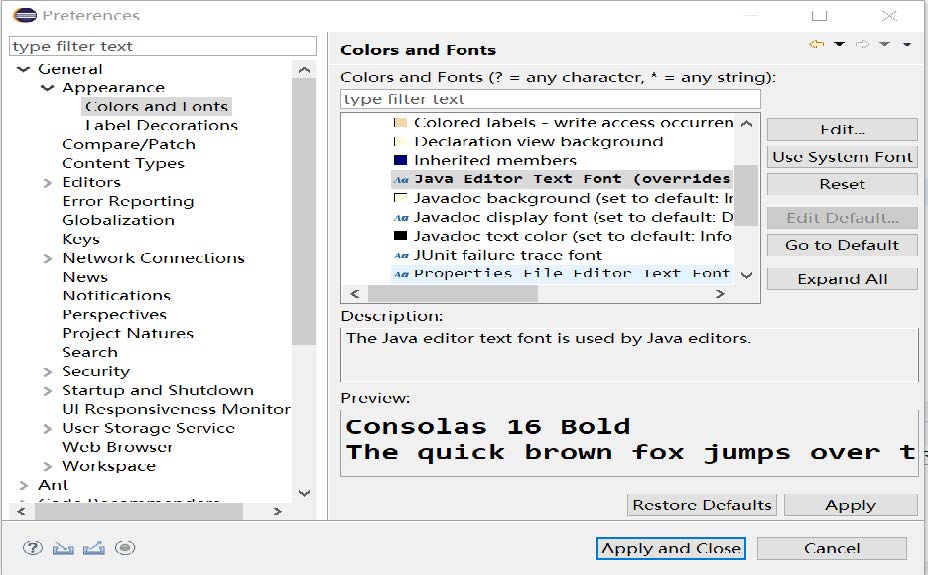 Preferences
type filter text
General
Appearance
Colors and Fonts
Label Decorations
Compare/Patch
Content Types
Editors
Error Reporting
Globalization
Keys
Network Connections
News
Notifications
Perspectives
Project Natures
Search
Security
Startup and Shutdown
UI Responsiveness Monitor
User Storage Service
Web Browser
Workspace
Ant
Code Recommenders
Colors and Fonts
Colors and Fonts (? = any character, * = any string):
type filter text
Colored labels - write access occurren
Declaration view background
Inherited members
Aa Java Editor Text Font (overrides
Javadoc background (set to default: Ir
Aa Javadoc display font (set to default: D
Javadoc text color (set to default: Info
Aa JUnit failure trace font
Aa Properties File Editor Text Font
Edit...
Use System Font
Reset
Edit Default...
Go to Default
Expand All
Description:
The Java editor text font is used by Java editors.
Preview:
Consolas 16 Bold
The quick brown fox jumps over t
Restore Defaults
Apply
?
Apply and Close
Cancel